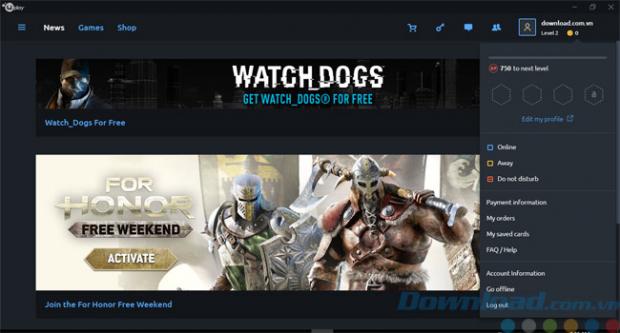 uplay
News Games Shop
download.com.vn
Level 2 0
XP 750 to next level
Edit my profile
Online
Away
Do not disturb
Payment information
My orders
My saved cards
FAQ / Help
Account Information
Go offline
Log out
WATCH_DOGS
GET WATCH_DOGS® FOR FREE
Watch_Dogs For Free
FOR
HONOR
FREE WEEKEND
ACTIVATE
Join the For Honor Free Weekend
Download.com.vn